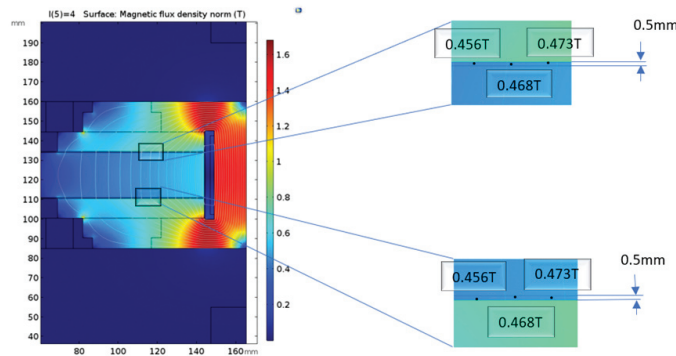 I(5)=4 Surface: Magnetic flux density norm (T)
mm
190
180
170
160
150
140
130
120
110
100
90
80
70
60
50
40
80
100
120
140
160
mm
1.6
1.4
1.2
1
0.8
0.6
0.4
0.2
0.456T
0.473T
0.468T
0.5mm
0.456T
0.473T
0.468T
0.5mm